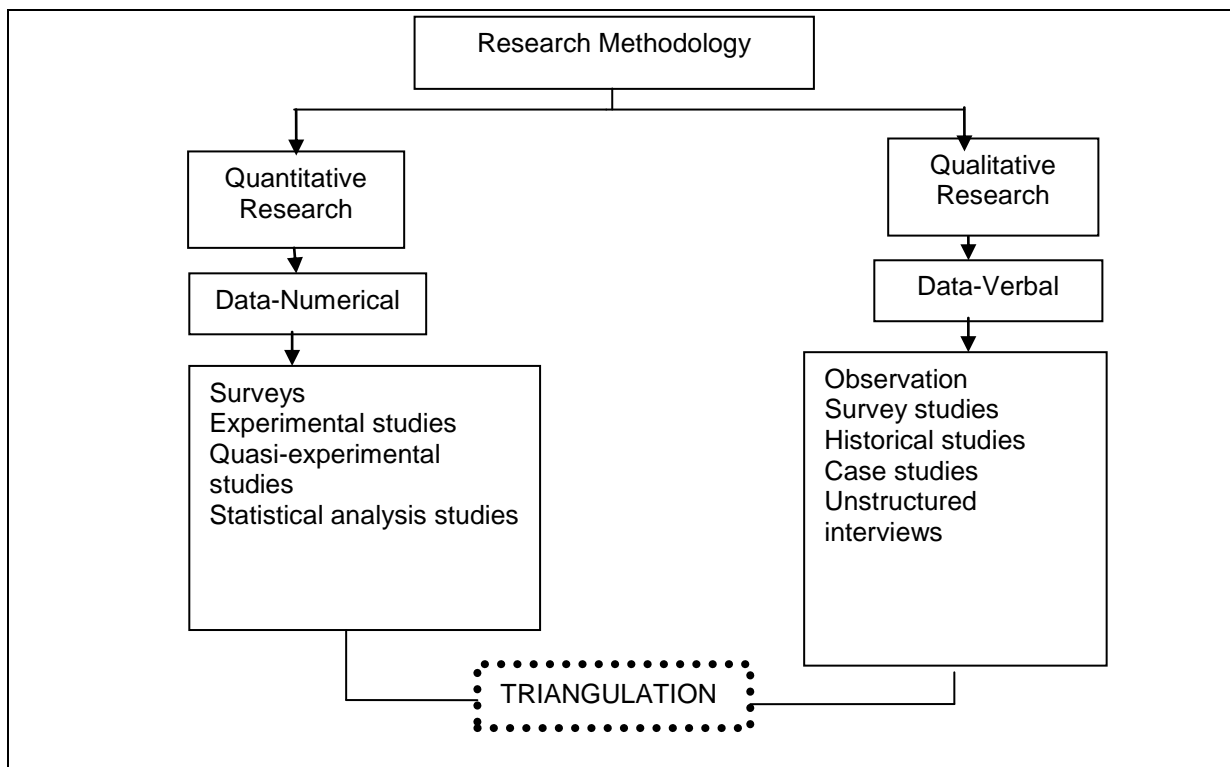 Research Methodology
Quantitative
Research
Qualitative
Research
Data-Numerical
Data-Verbal
Surveys
Experimental studies
Quasi-experimental
studies
Statistical analysis studies
Observation
Survey studies
Historical studies
Case studies
Unstructured
interviews
TRIANGULATION